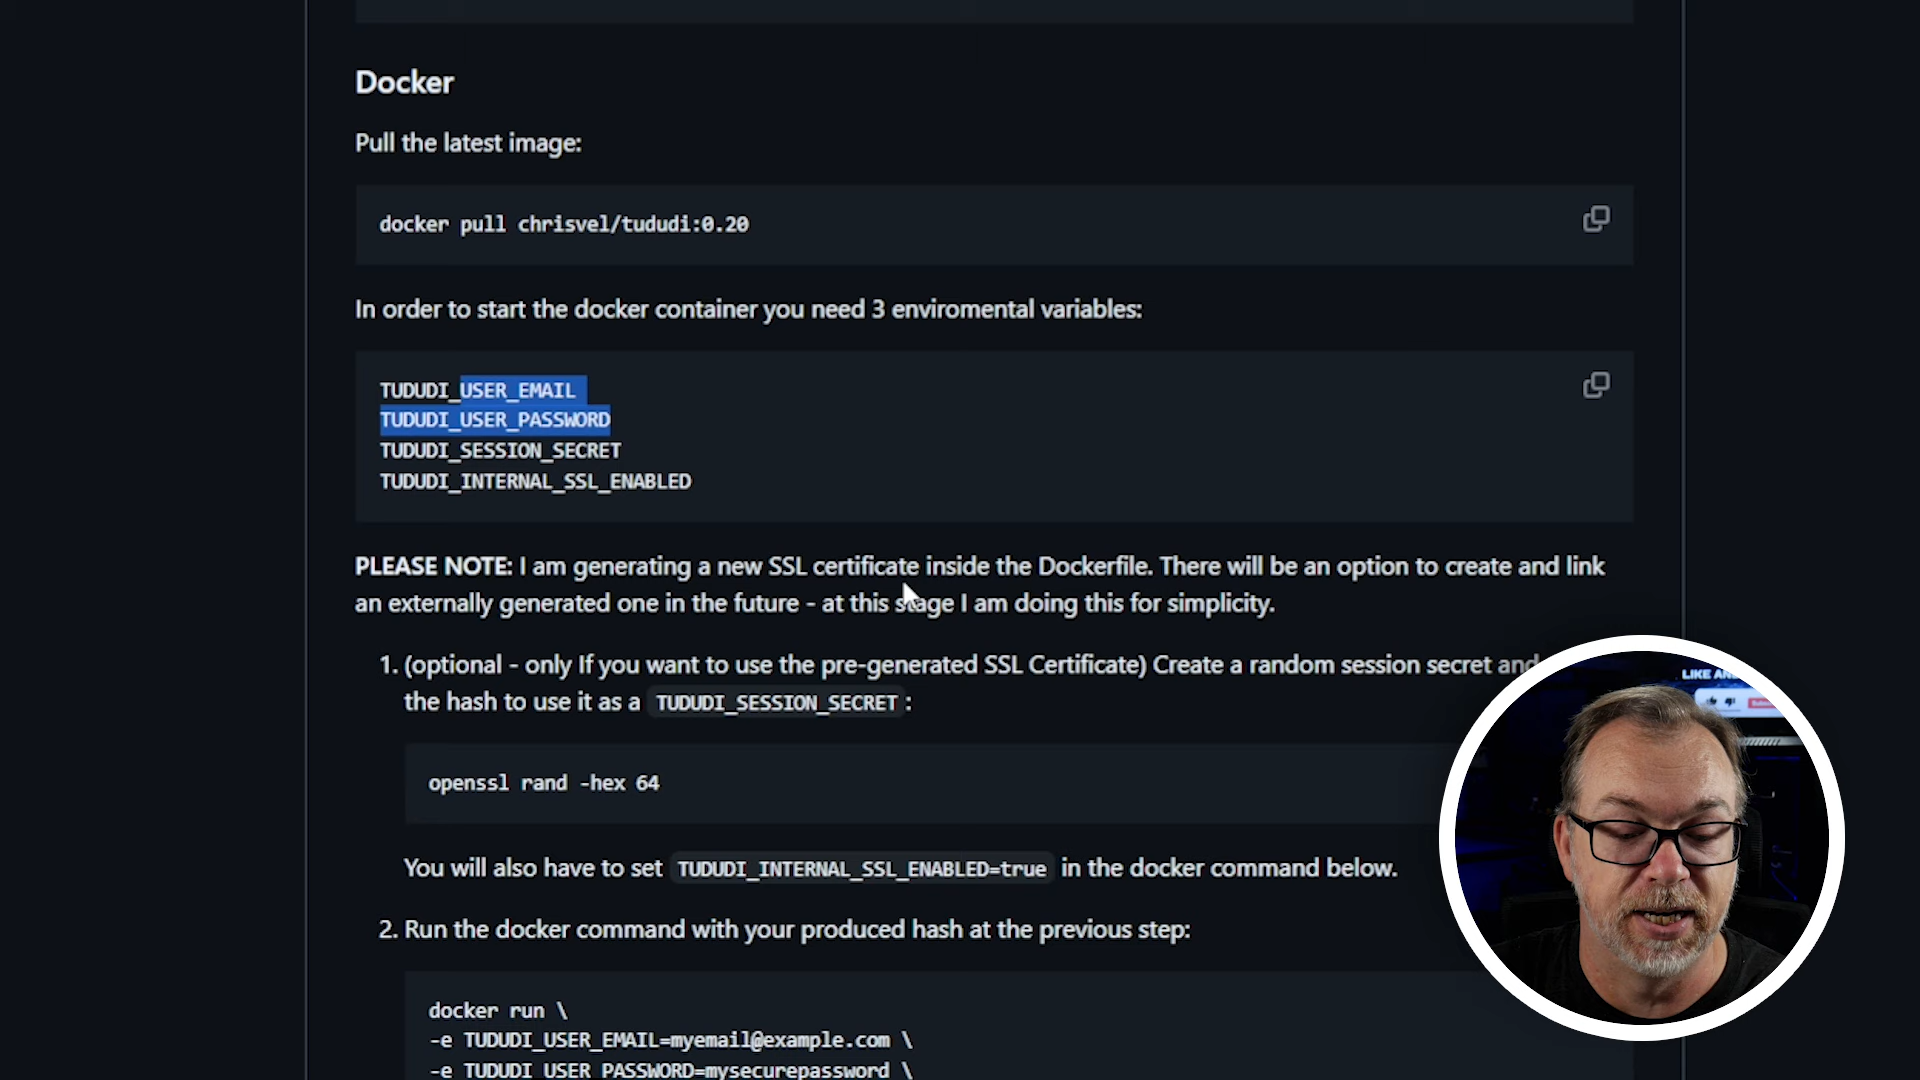 Docker
Pull the latest image:
docker pull chrisvel/tududi:0.20
In order to start the docker container you need 3 enviromental variables:
TUDUDI_USER_EMAIL
TUDUDI_USER_PASSWORD
TUDUDI_SESSION_SECRET
TUDUDI_INTERNAL_SSL_ENABLED
PLEASE NOTE: I am generating a new SSL certificate inside the Dockerfile. There will be an option to create and link
an externally generated one in the future - at this stage I am doing this for simplicity.
1. (optional - only If you want to use the pre-generated SSL Certificate) Create a random session secret and
the hash to use it as a TUDUDI_SESSION_SECRET:
LIKE AN
openssl rand -hex 64
You will also have to set TUDUDI_INTERNAL_SSL_ENABLED=true in the docker command below.
2. Run the docker command with your produced hash at the previous step:
docker run \
-e TUDUDI_USER_EMAIL=myemail@example.com \
-e TUDUDI_USER_PASSWORD=mysecurepassword \